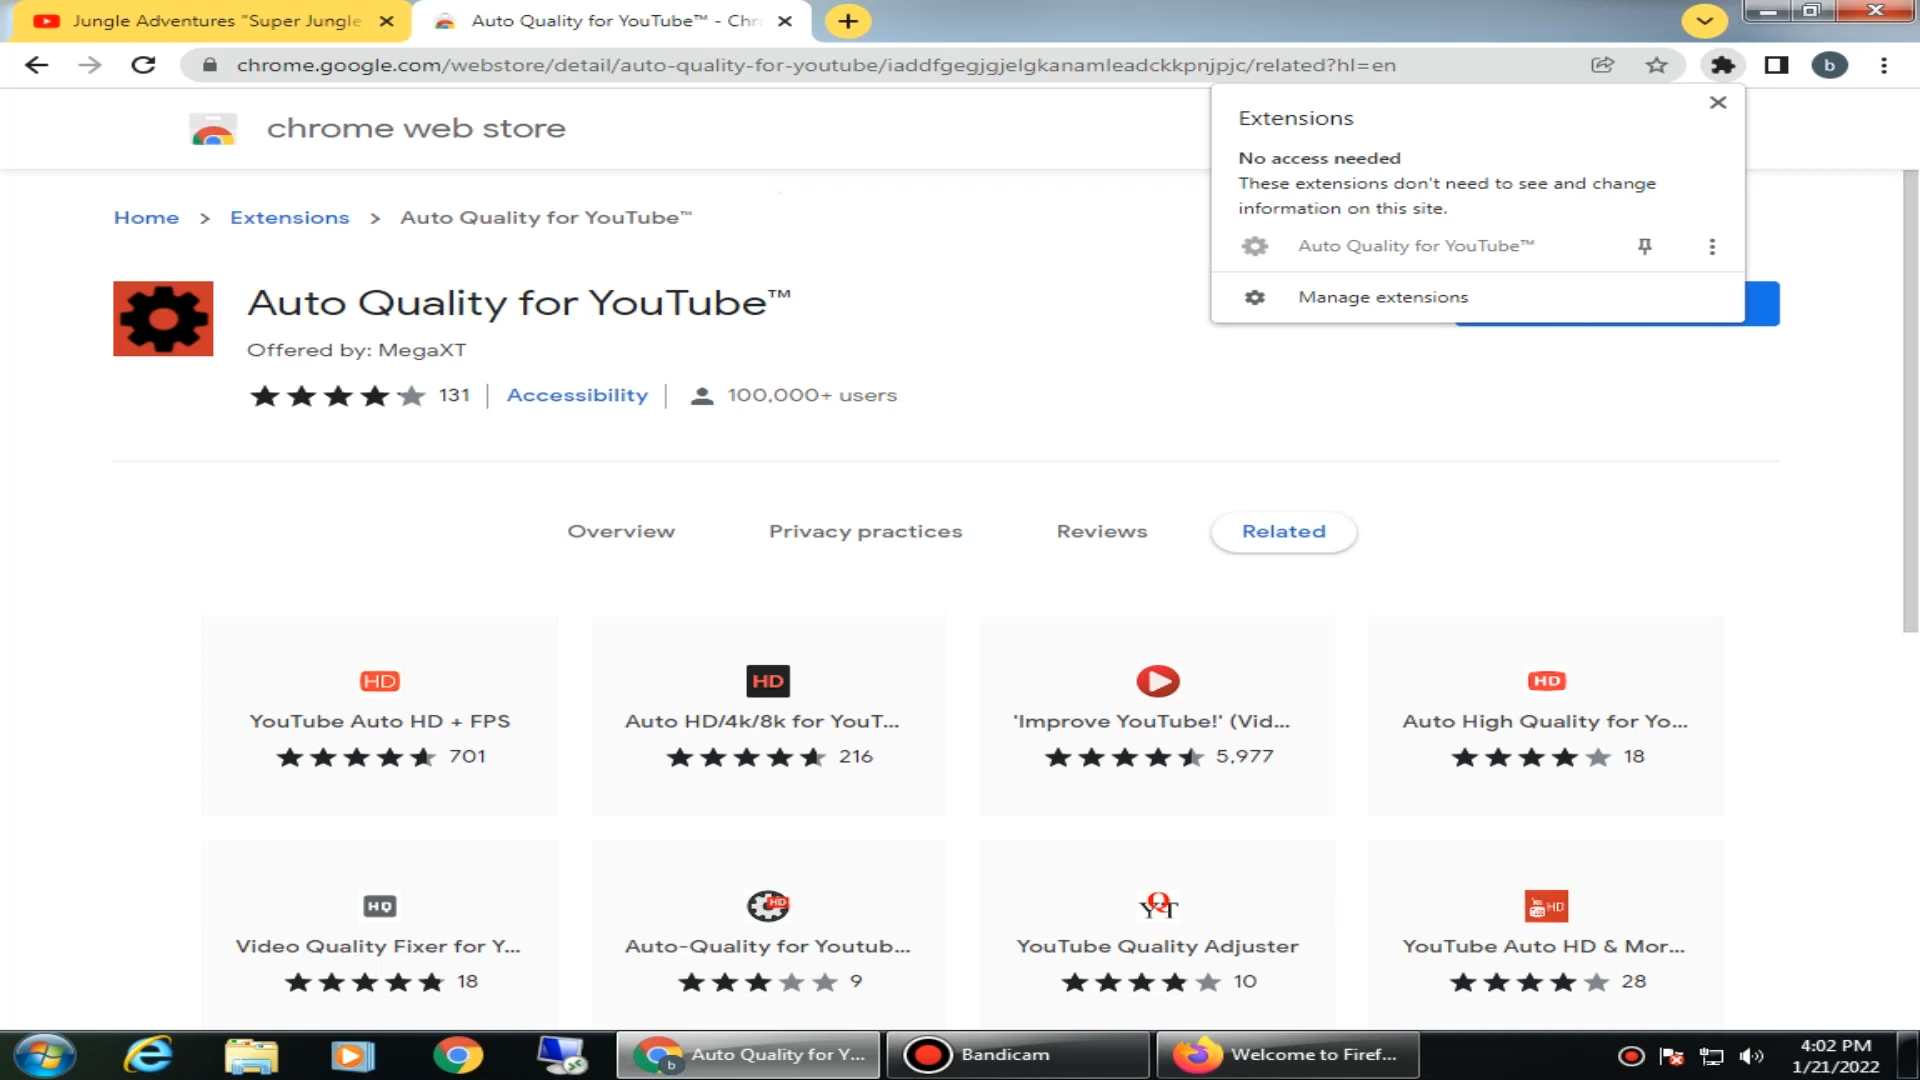 Jungle Adventures "Super Jungle
Auto Quality for YouTube™ - Chr
chrome.google.com/webstore/detail/auto-quality-for-youtube/iaddfgegjgjelgkanamleadckkpnjpjc/related?hl=en
b
chrome web store
Extensions
No access needed
These extensions don't need to see and change
information on this site.
Auto Quality for YouTube™
Manage extensions
Home > Extensions > Auto Quality for YouTube™
Auto Quality for YouTube™
Offered by: MegaXT
131 | Accessibility | 100,000+ users
Overview Privacy practices Reviews Related
HD HD HD
YouTube Auto HD + FPS Auto HD/4k/8k for YouT... 'Improve YouTube!' (Vid... Auto High Quality for Yo...
701 216 5,977 18
HQ HD YQT HD
Video Quality Fixer for Y... Auto-Quality for Youtub... YouTube Quality Adjuster YouTube Auto HD & Mor...
18 9 10 28
b Auto Quality for Y... Bandicam Welcome to Firef...
4:02 PM
1/21/2022